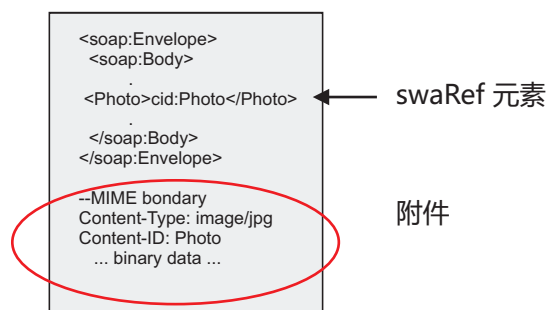 <soap:Envelope>
<soap:Body>
.
<Photo>cid:Photo</Photo>
.
</soap:Body>
</soap:Envelope>
--MIME bondary
Content-Type: image/jpg
Content-ID: Photo
... binary data ...
swaRef 元素
附件